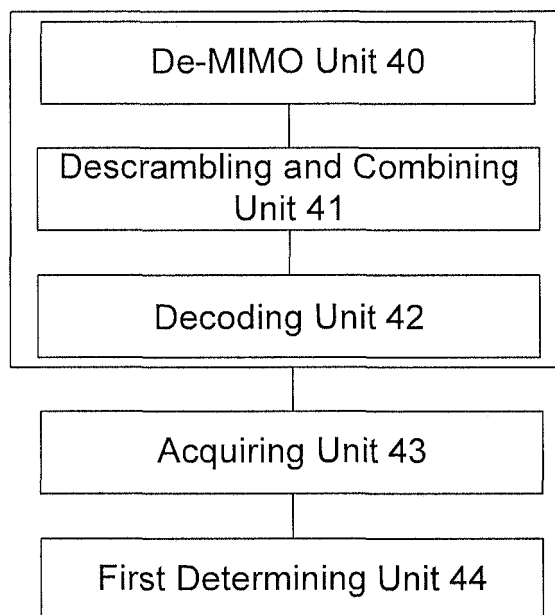 De-MIMO Unit 40
Descrambling and Combining
Unit 41
Decoding Unit 42
Acquiring Unit 43
First Determining Unit 44